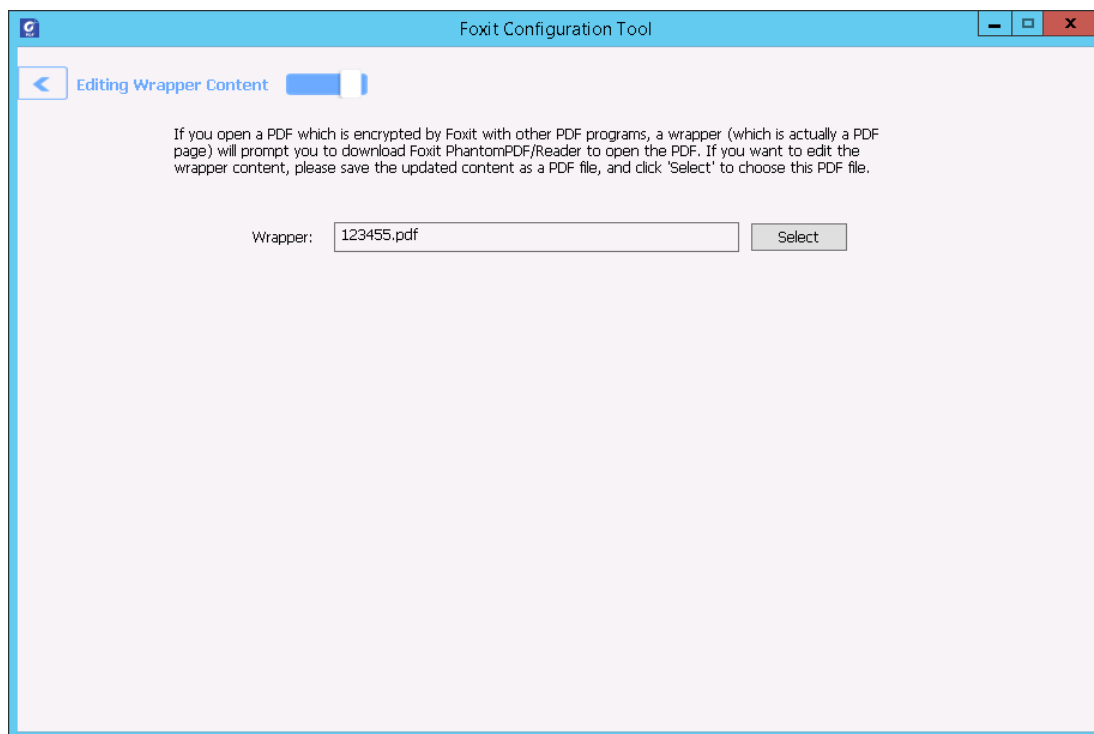 Foxit Configuration Tool
Editing Wrapper Content
If you open a PDF which is encrypted by Foxit with other PDF programs, a wrapper (which is actually a PDF
page) will prompt you to download Foxit PhantomPDF/Reader to open the PDF. If you want to edit the
wrapper content, please save the updated content as a PDF file, and click 'Select' to choose this PDF file.
Wrapper: 123455.pdf Select